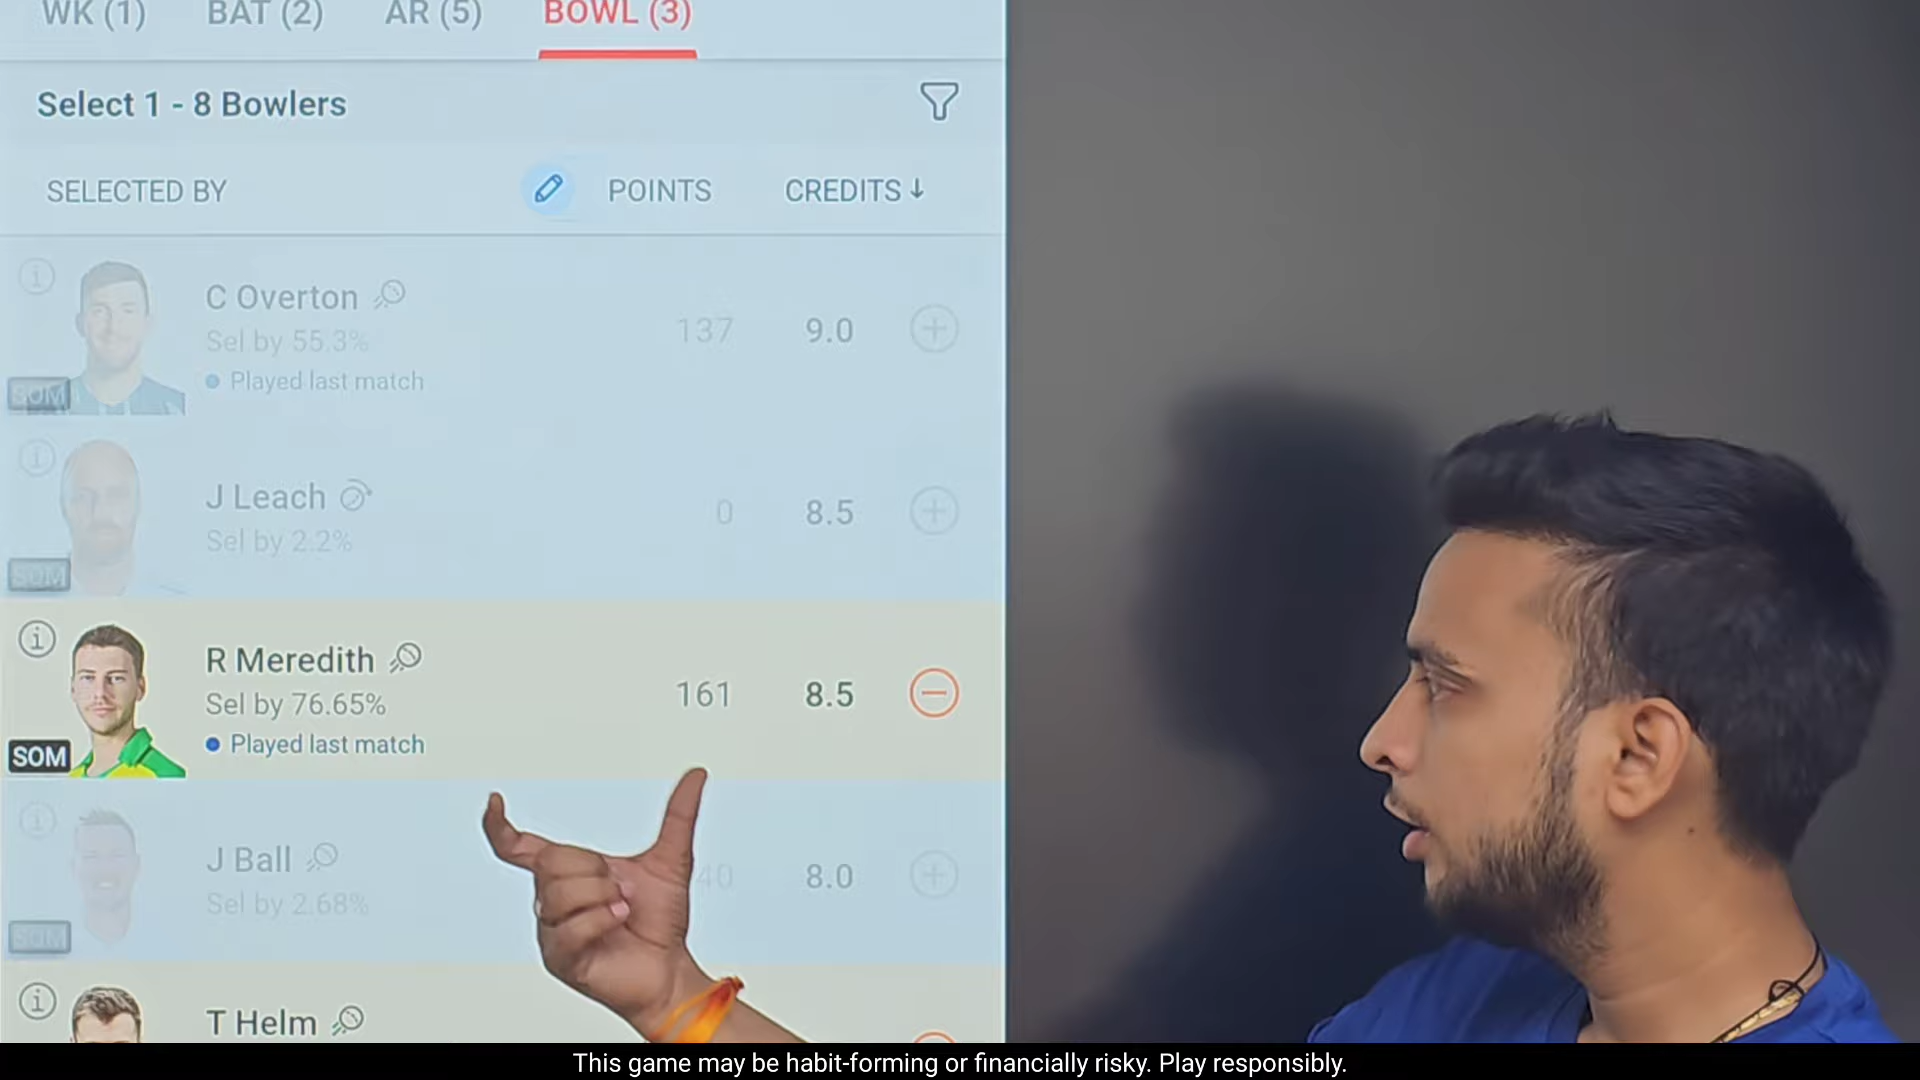 WK (1) BAT (2) AR (5) BOWL (3)
Select 1 - 8 Bowlers
SELECTED BY POINTS CREDITS ↓
C Overton
Sel by 55.3%
Played last match
SOM
137 9.0
J Leach
Sel by 2.2%
SOM
0 8.5
R Meredith
Sel by 76.65%
Played last match
SOM
161 8.5
J Ball
Sel by 2.68%
SOM
8.0
T Helm
This game may be habit-forming or financially risky. Play responsibly.